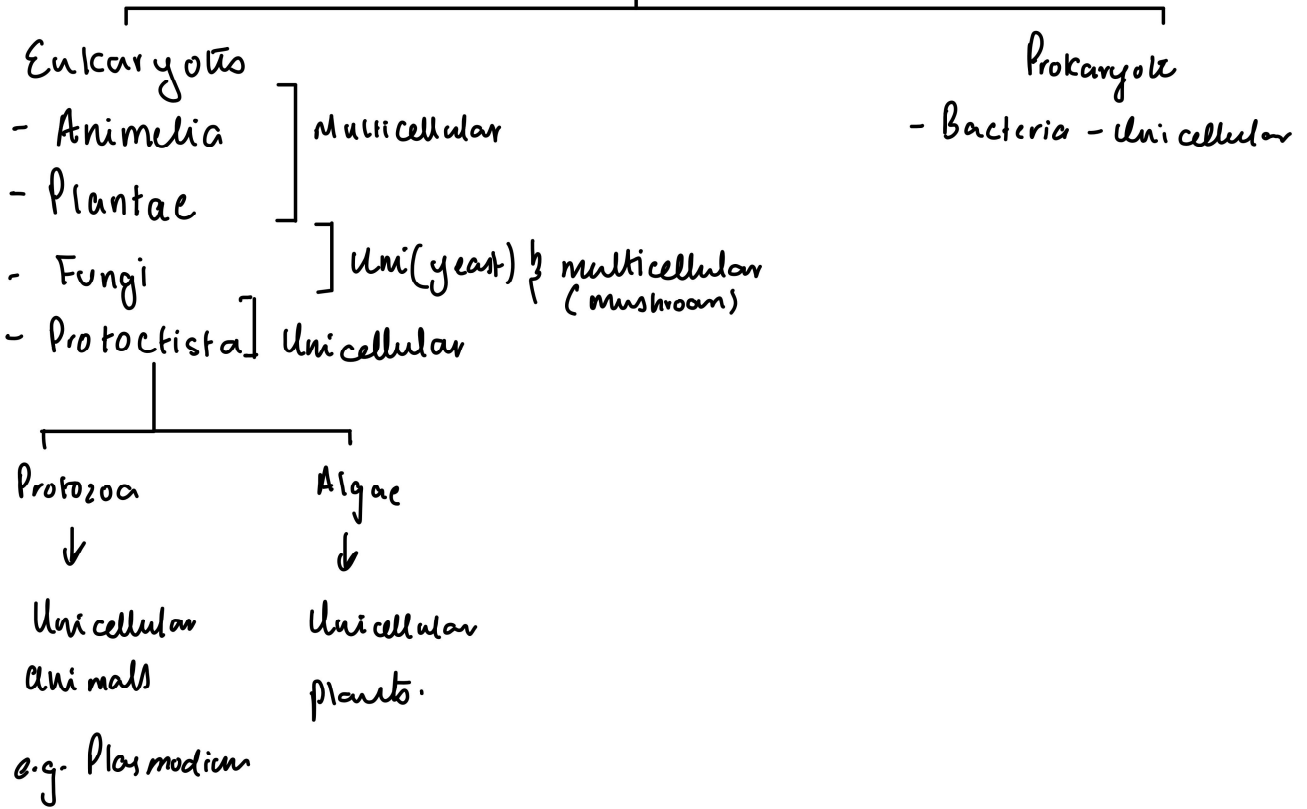 Eukaryotes
- Animelia
- Plantae
Multicellular
- Fungi
Uni(yeast) } multicellular
(mushroom)
- Protoctista
Unicellular
Protozoa
↓
Unicellular
animals
e.g. Plasmodium
Algae
↓
Unicellular
plants.
Prokaryote
- Bacteria - Unicellular